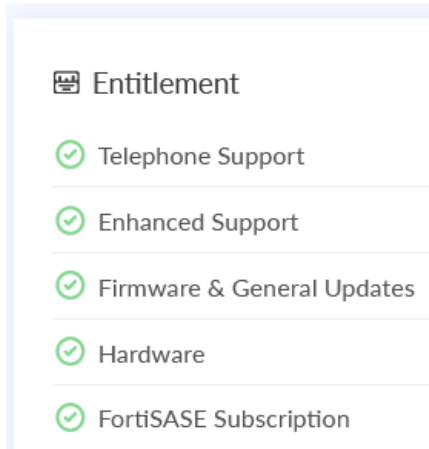 Entitlement
Telephone Support
Enhanced Support
Firmware & General Updates
Hardware
FortiSASE Subscription